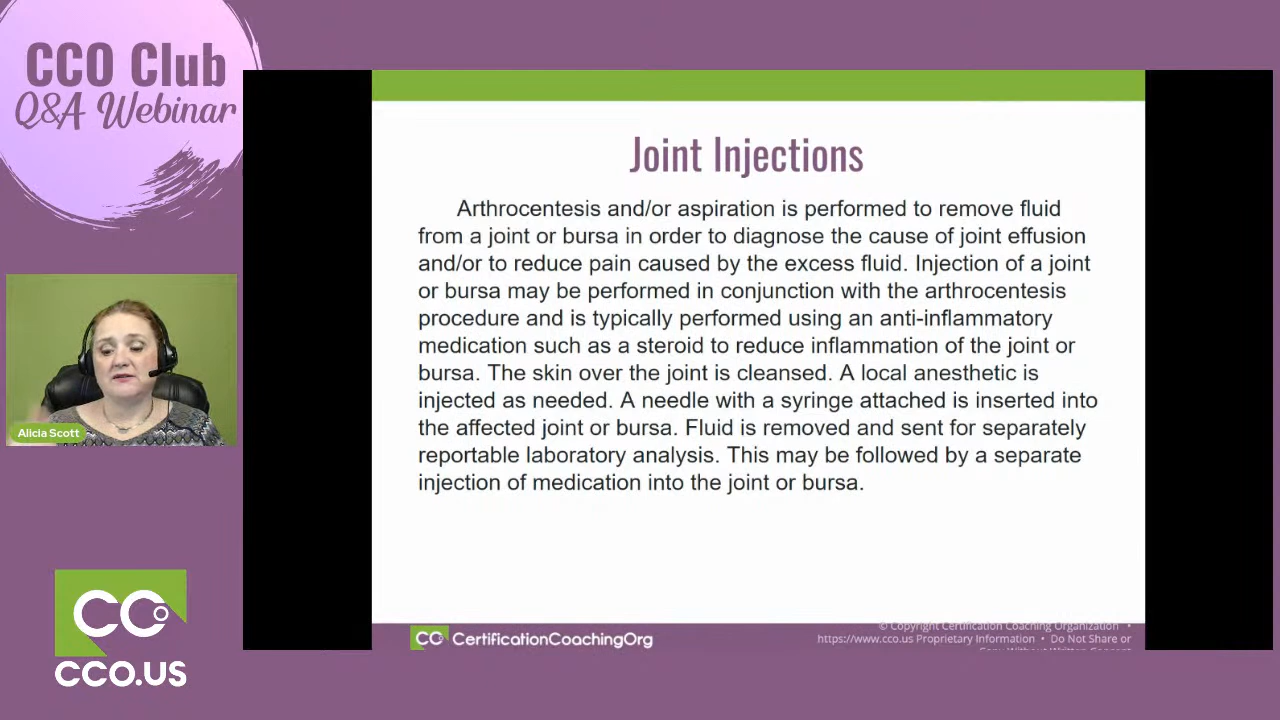 CCO Club
Q&A Webinar
Joint Injections
Arthrocentesis and/or aspiration is performed to remove fluid
from a joint or bursa in order to diagnose the cause of joint effusion
and/or to reduce pain caused by the excess fluid. Injection of a joint
or bursa may be performed in conjunction with the arthrocentesis
procedure and is typically performed using an anti-inflammatory
medication such as a steroid to reduce inflammation of the joint or
bursa. The skin over the joint is cleansed. A local anesthetic is
injected as needed. A needle with a syringe attached is inserted into
the affected joint or bursa. Fluid is removed and sent for separately
reportable laboratory analysis. This may be followed by a separate
injection of medication into the joint or bursa.
Alicia Scott
CCO
CCO.US
CCO CertificationCoachingOrg
© Copyright Certification Coaching Organization •
https://www.cco.us Proprietary Information • Do Not Share or